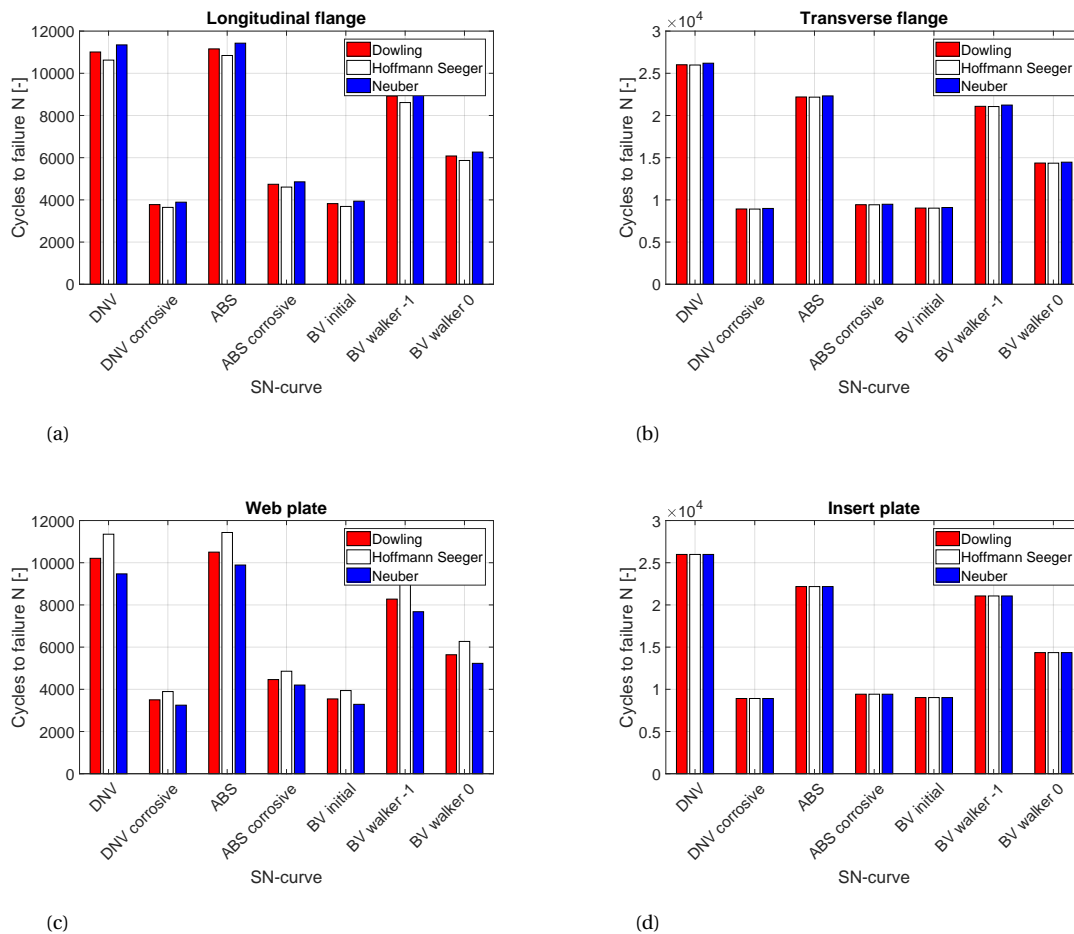 Longitudinal flange
12000
10000
8000
6000
4000
2000
0
Cycles to failure N [-]
Dowling
Hoffmann Seeger
Neuber
DNV
DNV corrosive
ABS
ABS corrosive
BV initial
BV walker -1
BV walker 0
SN-curve
(a)
Transverse flange
×10⁴
3
2.5
2
1.5
1
0.5
0
Cycles to failure N [-]
Dowling
Hoffmann Seeger
Neuber
DNV
DNV corrosive
ABS
ABS corrosive
BV initial
BV walker -1
BV walker 0
SN-curve
(b)
Web plate
12000
10000
8000
6000
4000
2000
0
Cycles to failure N [-]
Dowling
Hoffmann Seeger
Neuber
DNV
DNV corrosive
ABS
ABS corrosive
BV initial
BV walker -1
BV walker 0
SN-curve
(c)
Insert plate
×10⁴
3
2.5
2
1.5
1
0.5
0
Cycles to failure N [-]
Dowling
Hoffmann Seeger
Neuber
DNV
DNV corrosive
ABS
ABS corrosive
BV initial
BV walker -1
BV walker 0
SN-curve
(d)